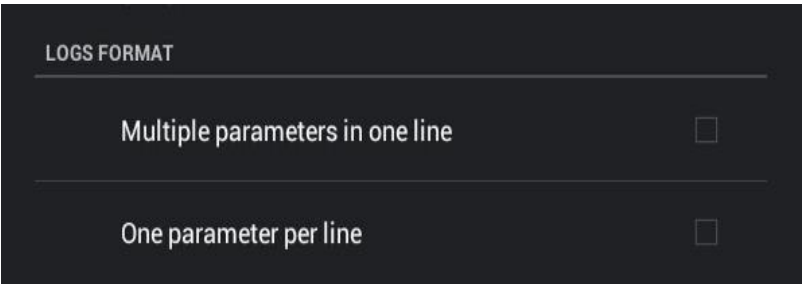 LOGS FORMAT
Multiple parameters in one line
One parameter per line